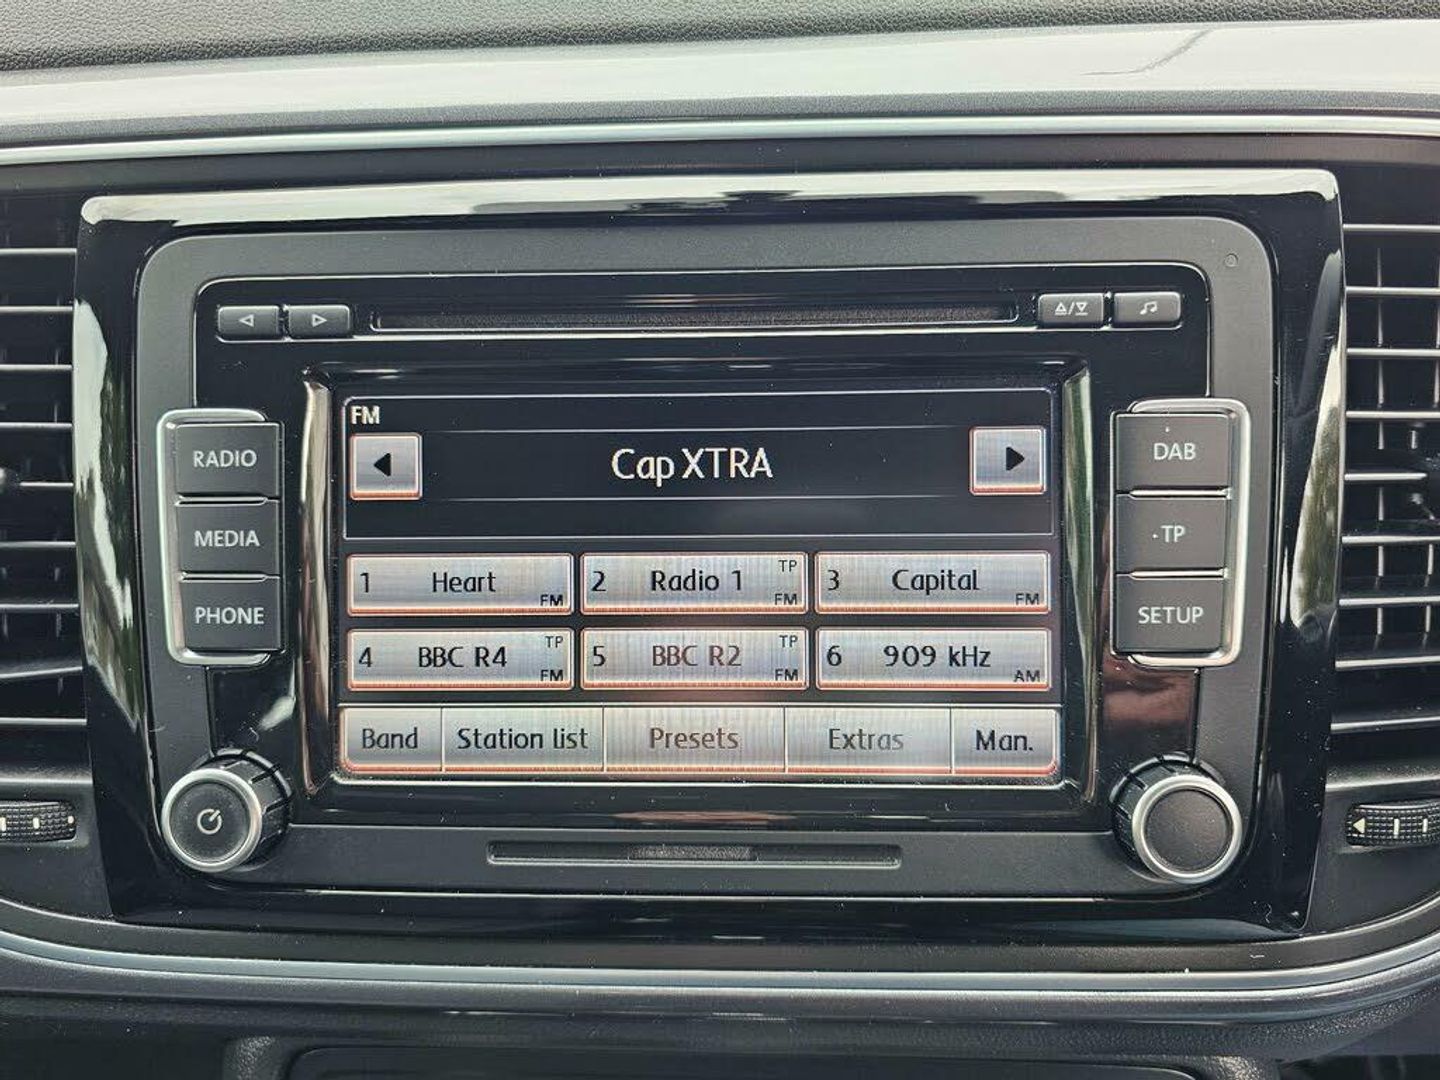 RADIO
MEDIA
PHONE
FM
Cap XTRA
1 Heart FM
2 Radio 1 TP FM
3 Capital FM
4 BBC R4 TP FM
5 BBC R2 TP FM
6 909 kHz AM
Band Station list Presets Extras Man.
DAB
TP
SETUP